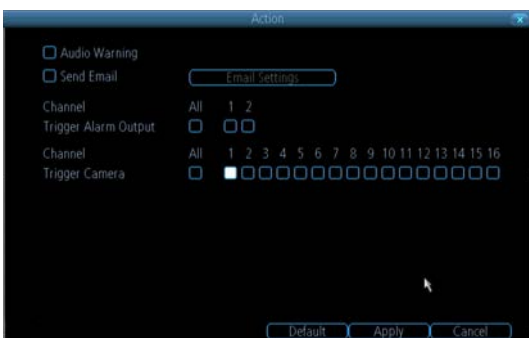 Action
Audio Warning
Send Email Email Settings
Channel All 1 2
Trigger Alarm Output
Channel All 1 2 3 4 5 6 7 8 9 10 11 12 13 14 15 16
Trigger Camera
Default Apply Cancel